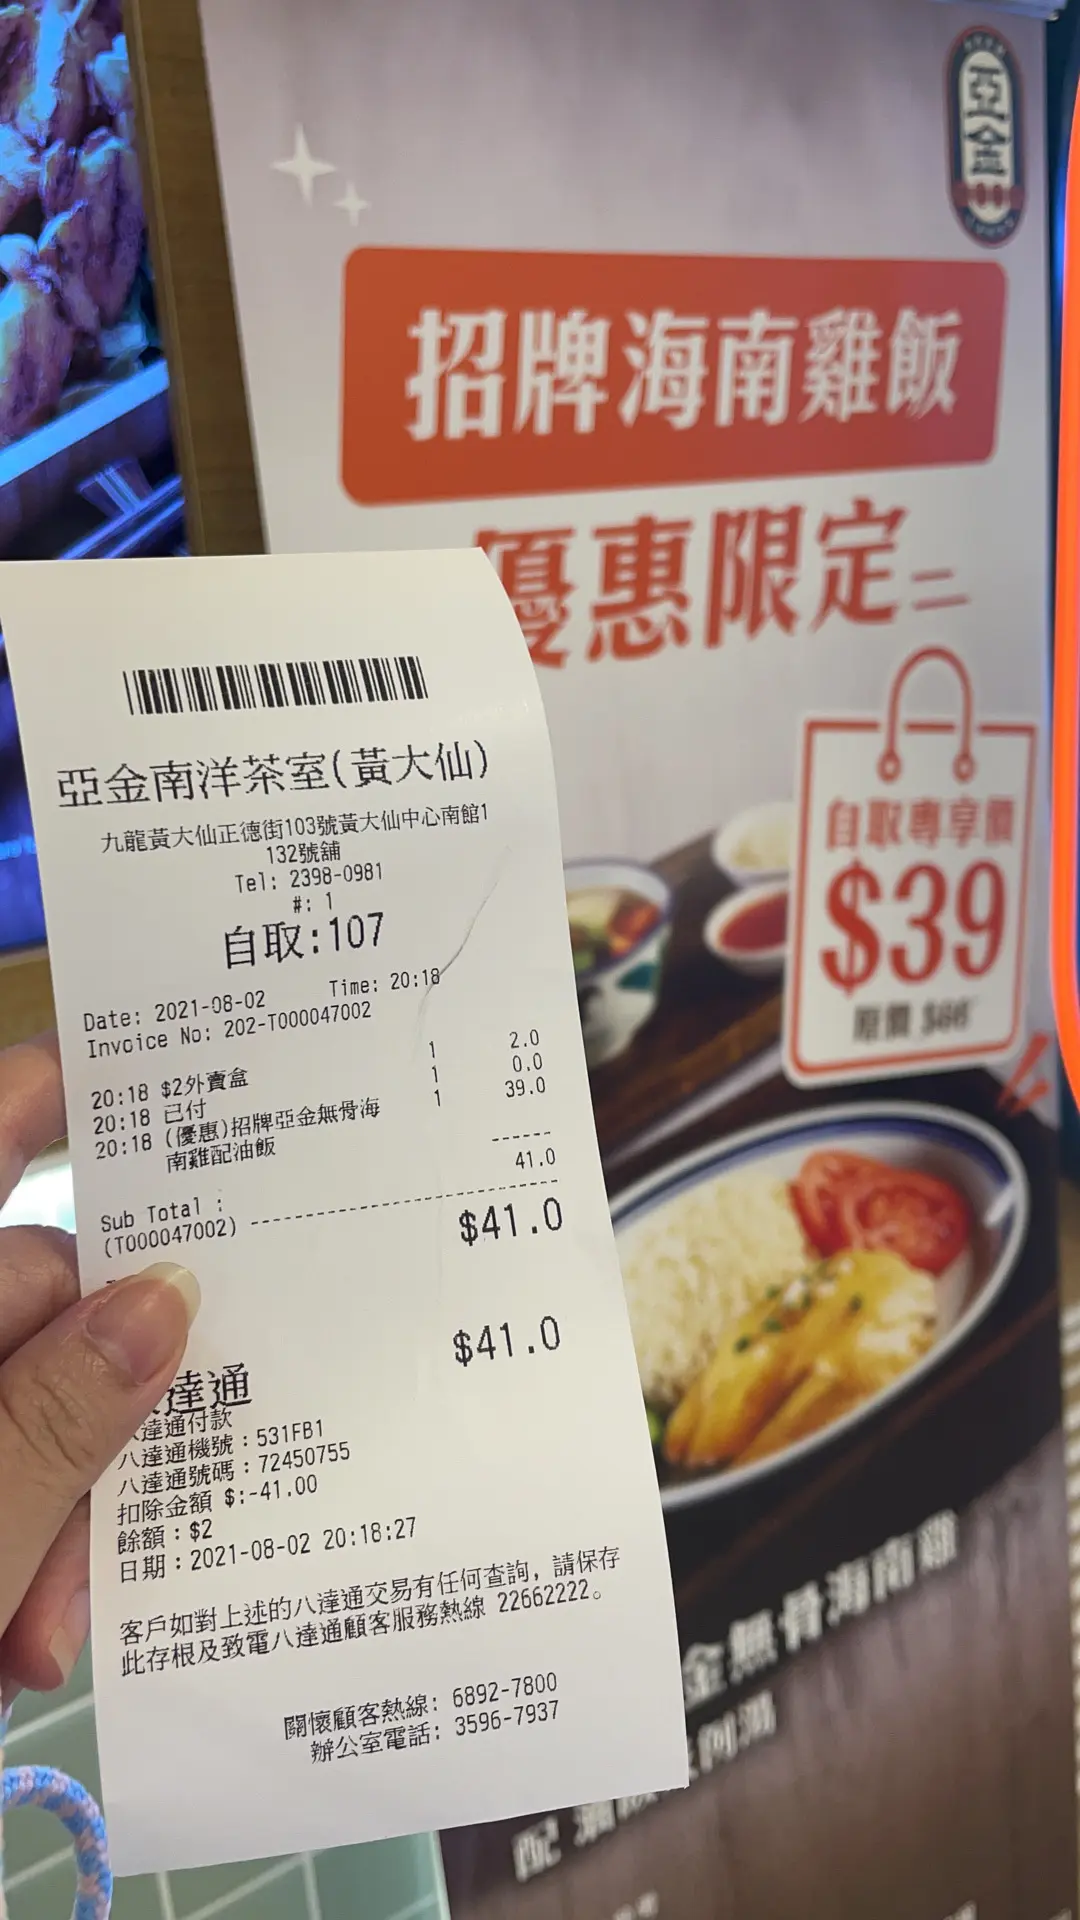 亞金
招牌海南雞飯
優惠限定
自取專享價
$39
原價 $66
亞金南洋茶室(黃大仙)
九龍黃大仙正德街103號黃大仙中心南館1
132號舖
Tel: 2398-0981
#: 1
自取:107
Date: 2021-08-02 Time: 20:18
Invoice No: 202-T000047002
20:18 $2外賣盒 1 2.0
20:18 已付 1 0.0
20:18 (優惠)招牌亞金無骨海 1 39.0
南雞配油飯
------
Sub Total : 41.0
(T000047002) ----------------------------
$41.0
$41.0
達通
達通付款
八達通機號:531FB1
八達通號碼:72450755
扣除金額 $:-41.00
餘額:$2
日期:2021-08-02 20:18:27
客戶如對上述的八達通交易有任何查詢, 請保存
此存根及致電八達通顧客服務熱線 22662222。
關懷顧客熱線: 6892-7800
辦公室電話: 3596-7937
金無骨海南雞
配